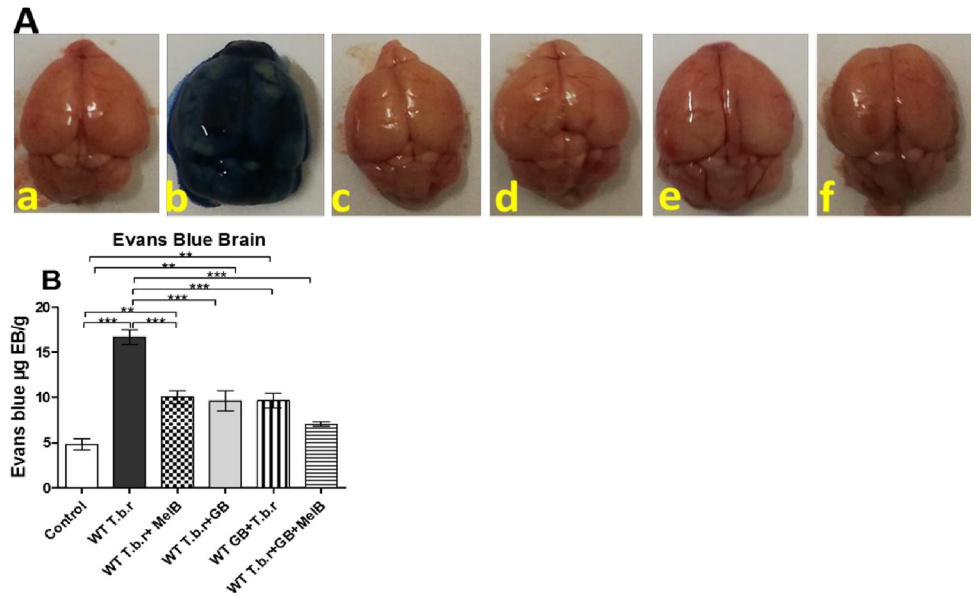 A
a b c d e f
Evans Blue Brain
B
**
**
***
***
***
**
*** ***
Evans blue µg EB/g
20
15
10
5
0
Control
WT T.b.r
WT T.b.r+ MelB
WT T.b.r+GB
WT GB+T.b.r
WT T.b.r+GB+MelB